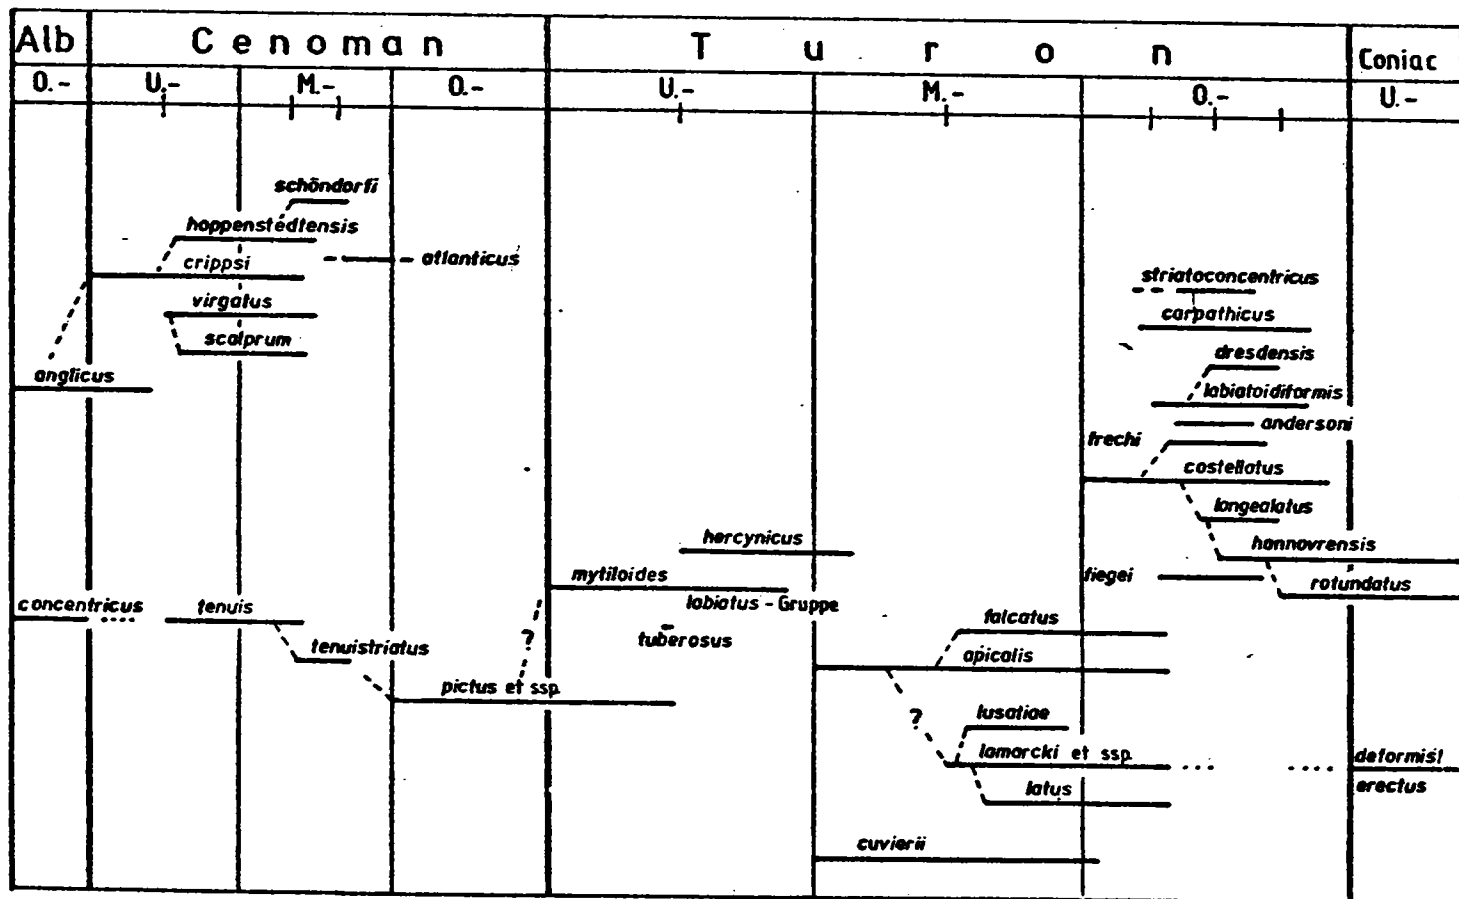 Alb Cenoman Turon Coniac
O.- U.- M.- O.- U.- M.- O.- U.-
schöndorfi
hoppenstedtensis
crippsi
atlanticus
virgatus
scalprum
anglicus
striatoconcentricus
carpathicus
dresdensis
labiatoidiformis
andersoni
frechi
costellatus
longealatus
hercynicus
hannovrensis
mytiloides
fiegei
rotundatus
concentricus
tenuis
labiatus - Gruppe
falcatus
tenuistriatus
?
tuberosus
apicalis
pictus et ssp.
?
lusatiae
lamarcki et ssp.
deformis!
latus
erectus
cuvierii